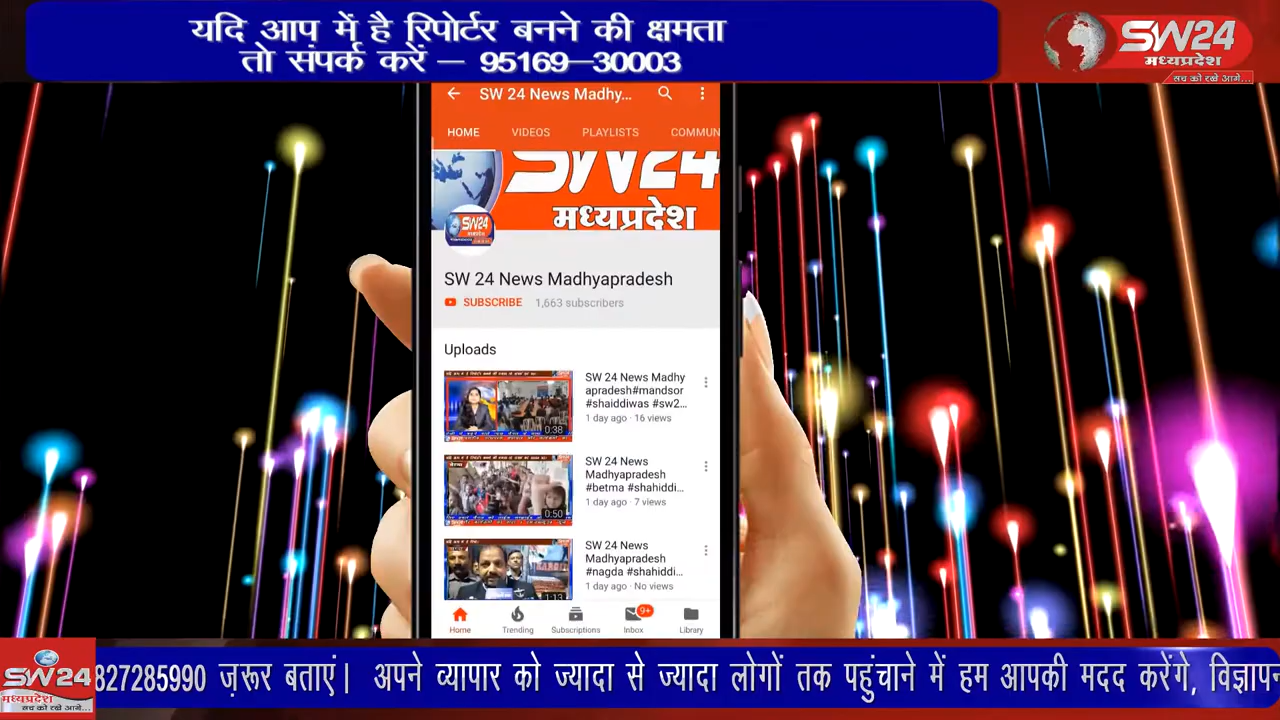 यदि आप में है रिपोर्टर बनने की क्षमता
तो संपर्क करें – 95169–30003
SW24
मध्यप्रदेश
सच को रखे आगे...
SW 24 News Madhy...
HOME VIDEOS PLAYLISTS COMMUN
SW24
मध्यप्रदेश
SW24
SW 24 News Madhyapradesh
SUBSCRIBE 1,663 subscribers
Uploads
SW 24 News Madhy
apradesh#mandsor
#shaiddiwas #sw2...
1 day ago · 16 views
0:38
SW 24 News
Madhyapradesh
#betma #shahiddi...
1 day ago · 7 views
0:50
SW 24 News
Madhyapradesh
#nagda #shahiddi...
1 day ago · No views
1:13
9+
Home Trending Subscriptions Inbox Library
SW24
मध्यप्रदेश
सच को रखे आगे...
827285990 ज़रूर बताएं| अपने व्यापार को ज्यादा से ज्यादा लोगों तक पहुंचाने में हम आपकी मदद करेंगे, विज्ञापन